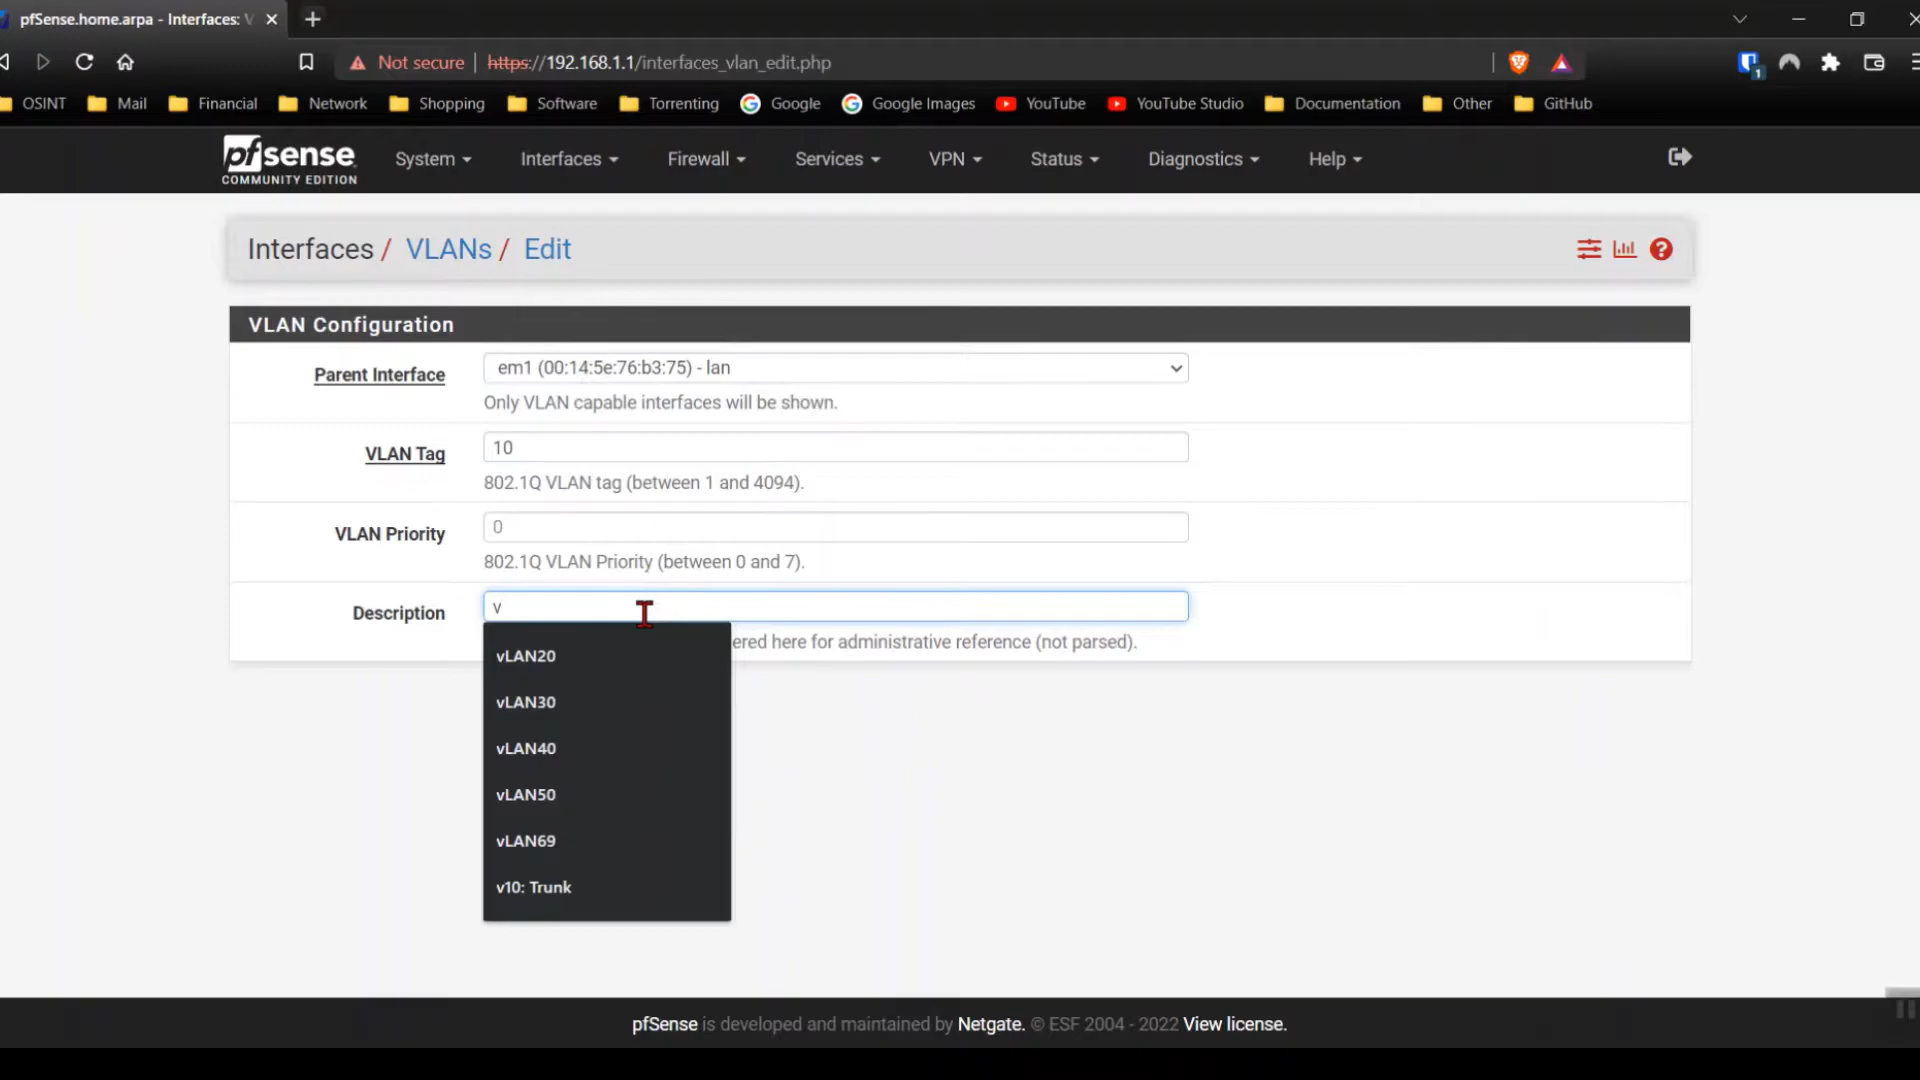 pfSense.home.arpa - Interfaces: V
Not secure | https://192.168.1.1/interfaces_vlan_edit.php
1
OSINT Mail Financial Network Shopping Software Torrenting Google Google Images YouTube YouTube Studio Documentation Other GitHub
pfsense
COMMUNITY EDITION
System Interfaces Firewall Services VPN Status Diagnostics Help
Interfaces / VLANs / Edit
VLAN Configuration
Parent Interface em1 (00:14:5e:76:b3:75) - lan
Only VLAN capable interfaces will be shown.
VLAN Tag 10
802.1Q VLAN tag (between 1 and 4094).
VLAN Priority 0
802.1Q VLAN Priority (between 0 and 7).
Description v
ered here for administrative reference (not parsed).
vLAN20
vLAN30
vLAN40
vLAN50
vLAN69
v10: Trunk
pfSense is developed and maintained by Netgate. © ESF 2004 - 2022 View license.